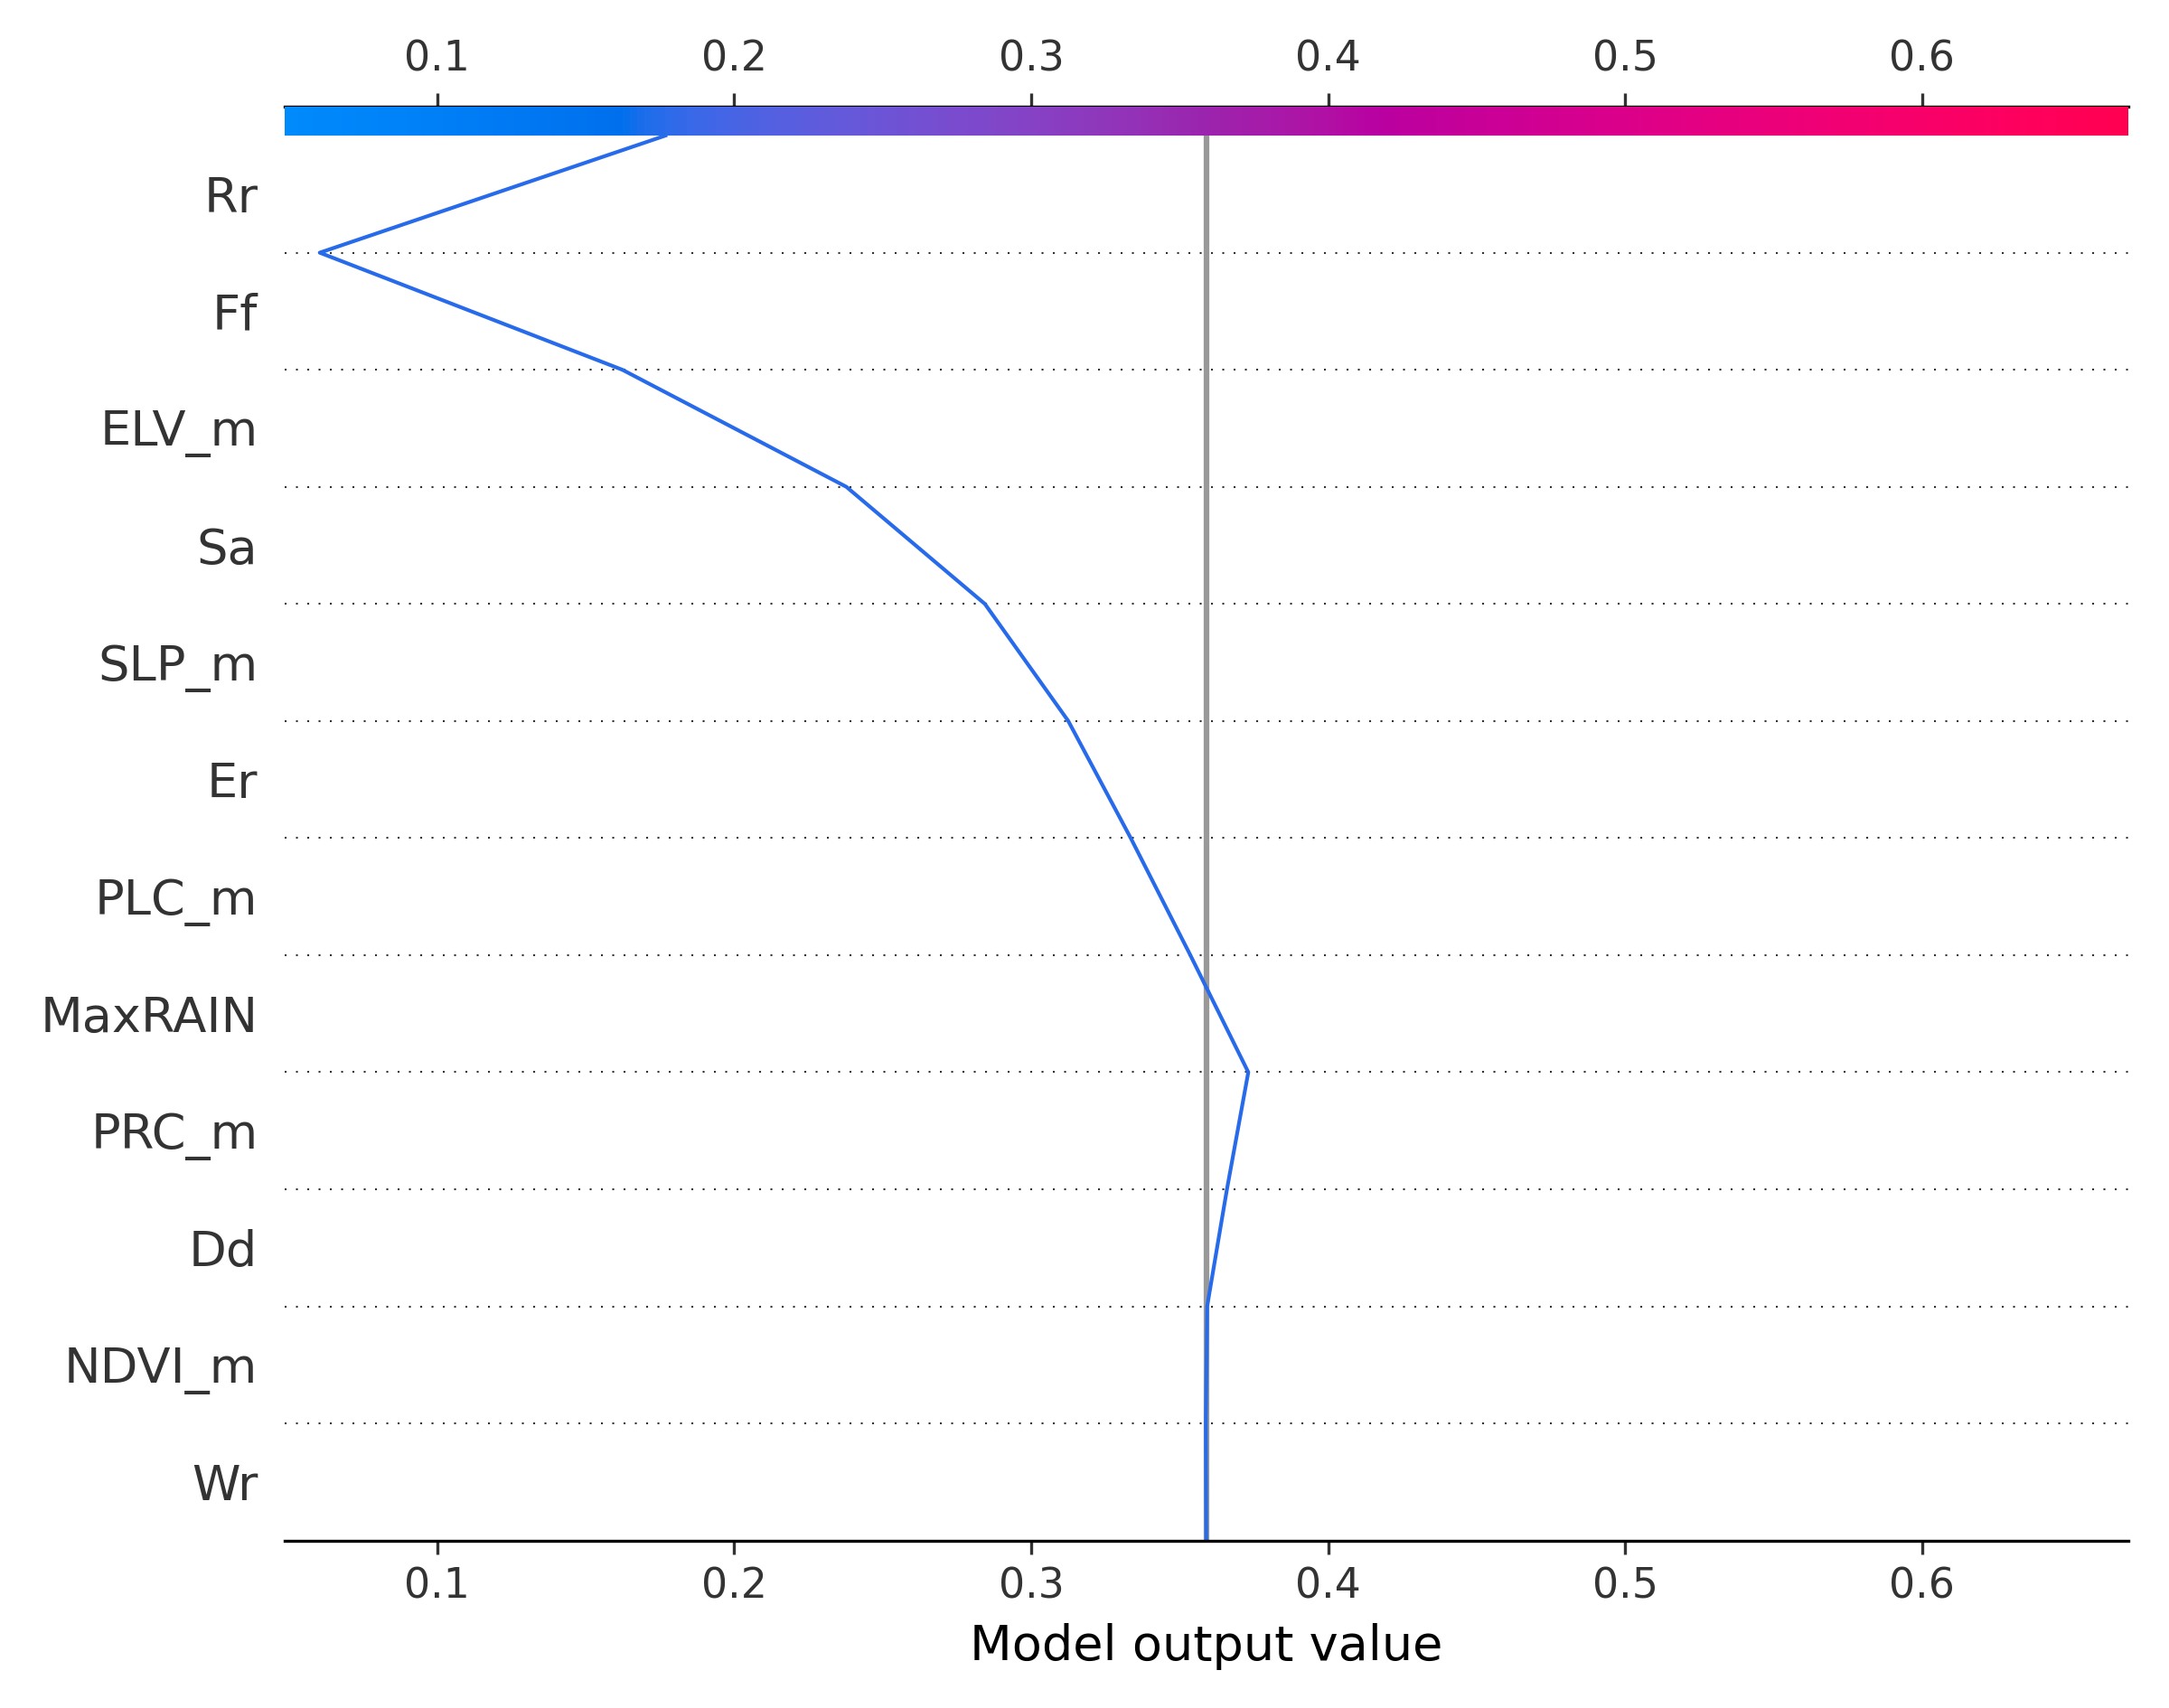 0.1 0.2 0.3 0.4 0.5 0.6
Rr
Ff
ELV_m
Sa
SLP_m
Er
PLC_m
MaxRAIN
PRC_m
Dd
NDVI_m
Wr
0.1 0.2 0.3 0.4 0.5 0.6
Model output value